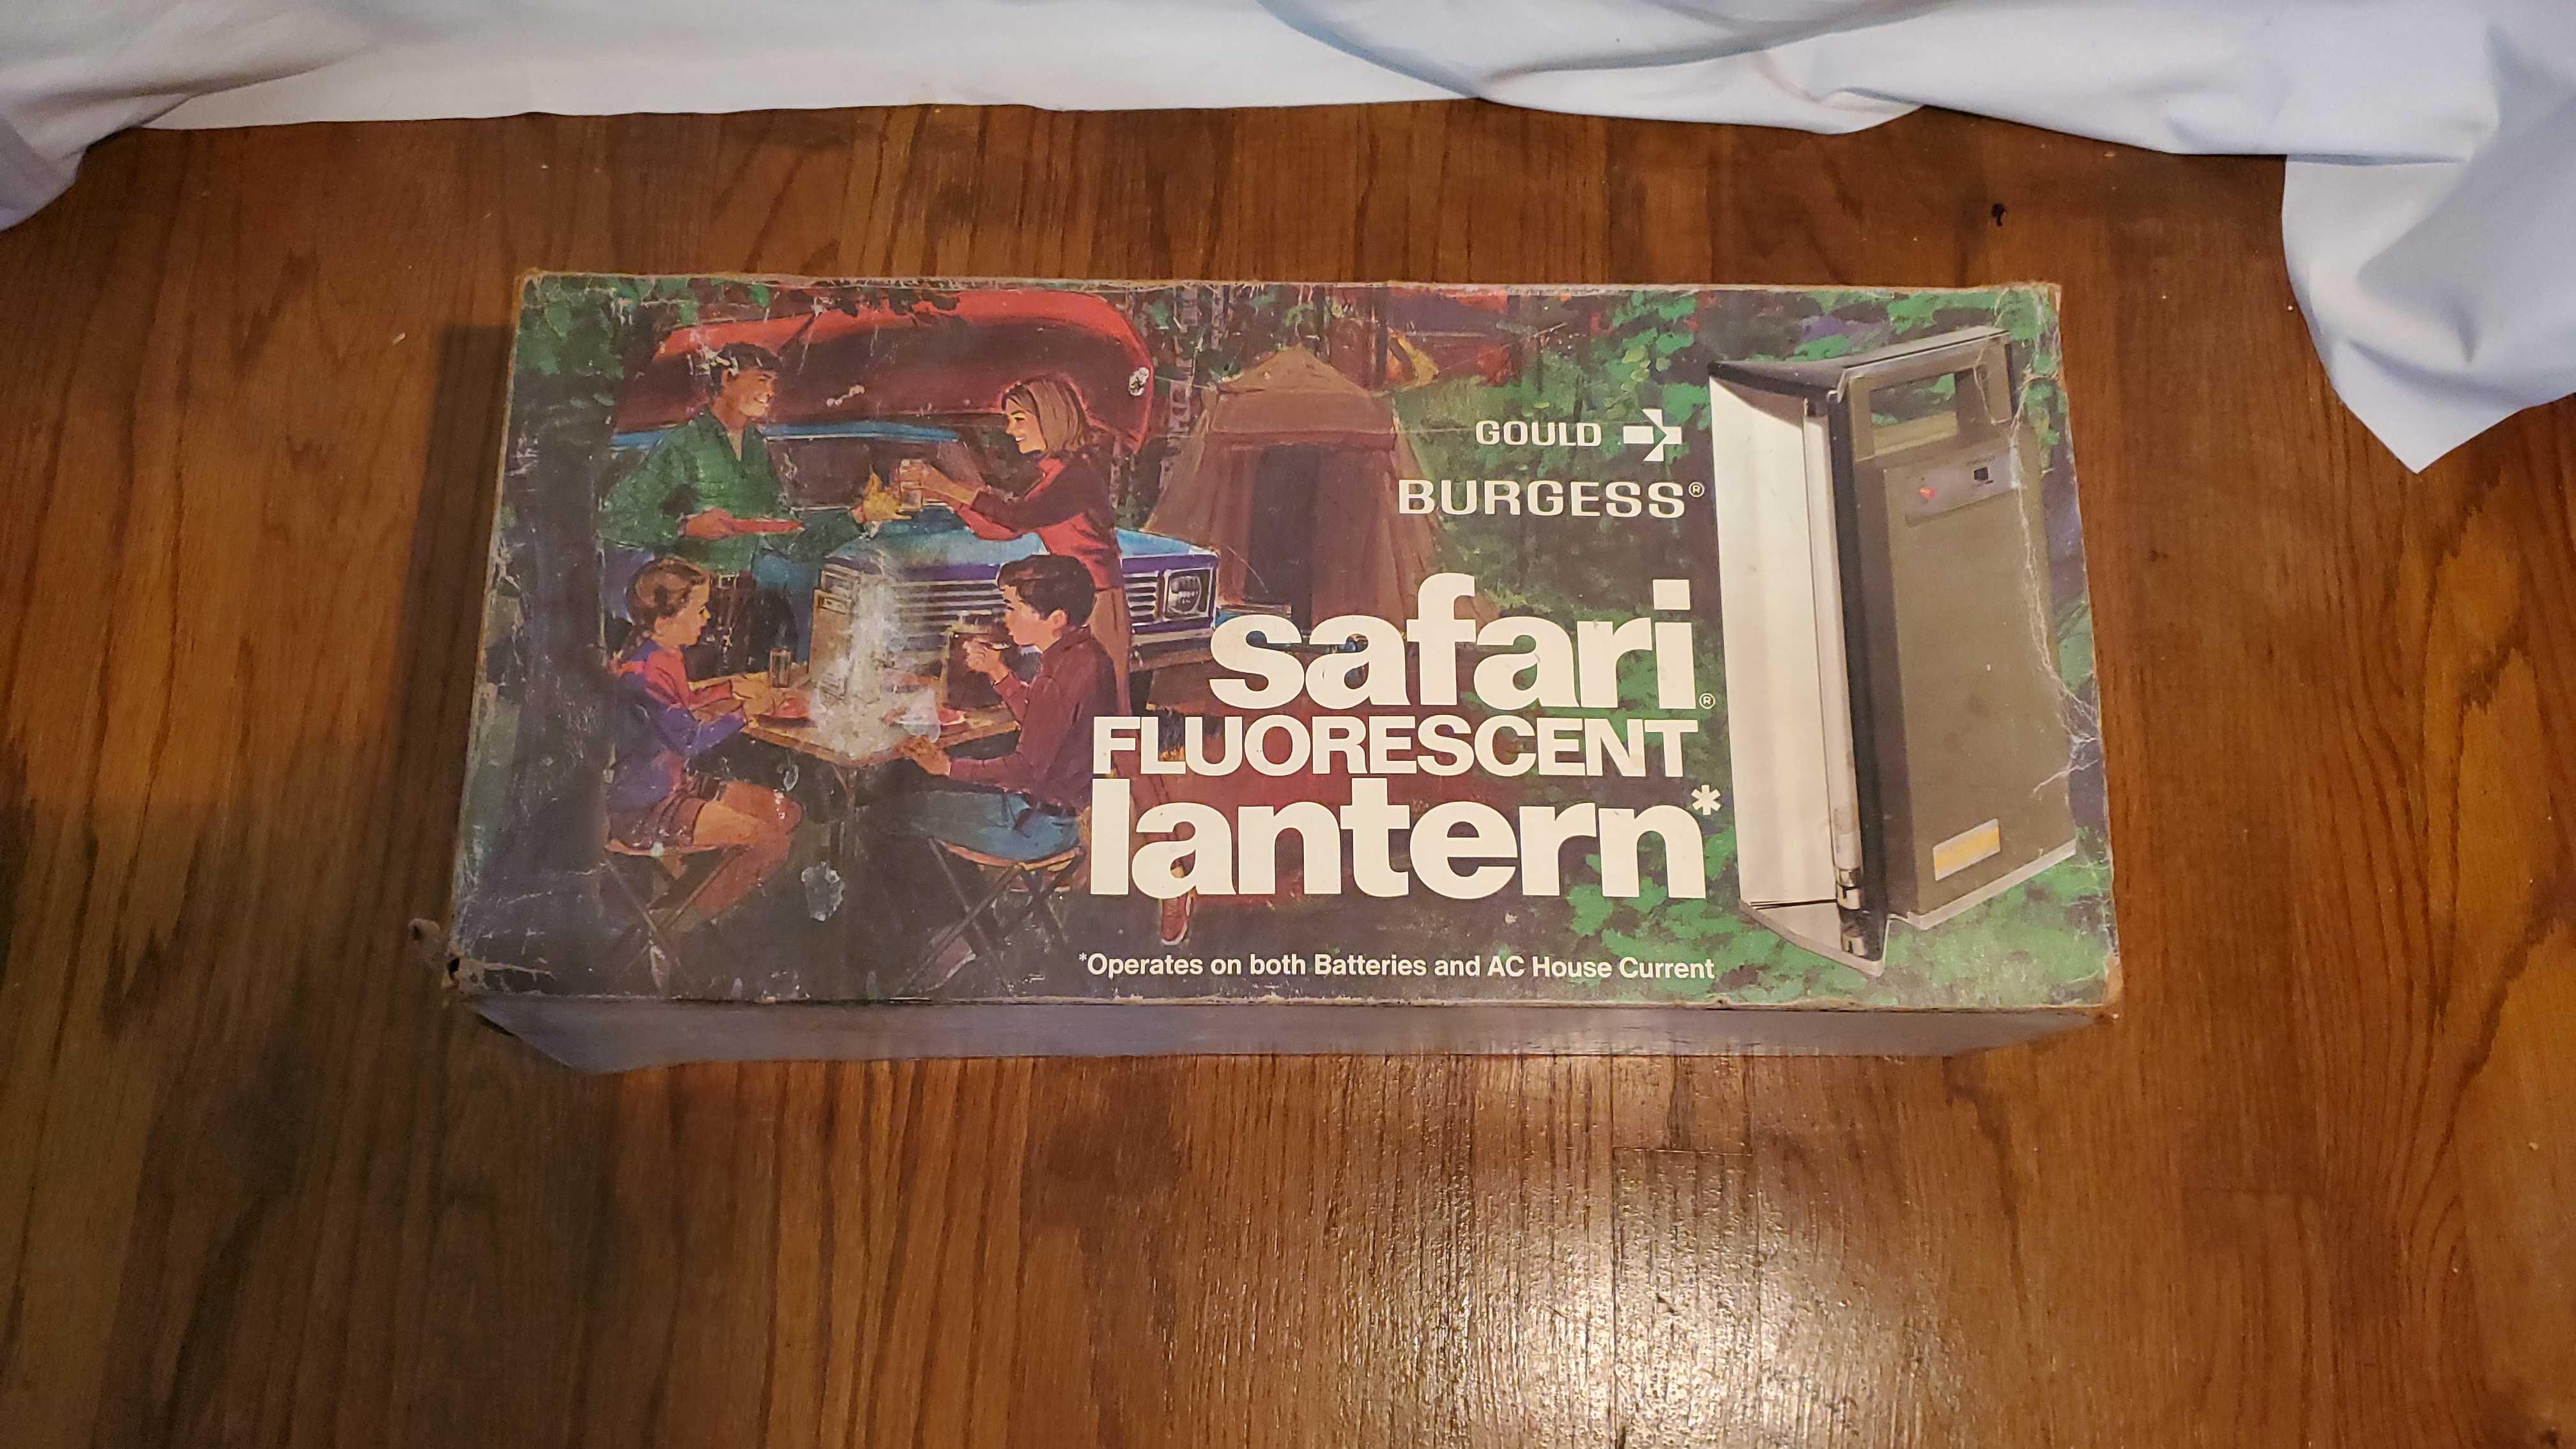 GOULD
BURGESS®
safari®
FLUORESCENT
lantern*
*Operates on both Batteries and AC House Current